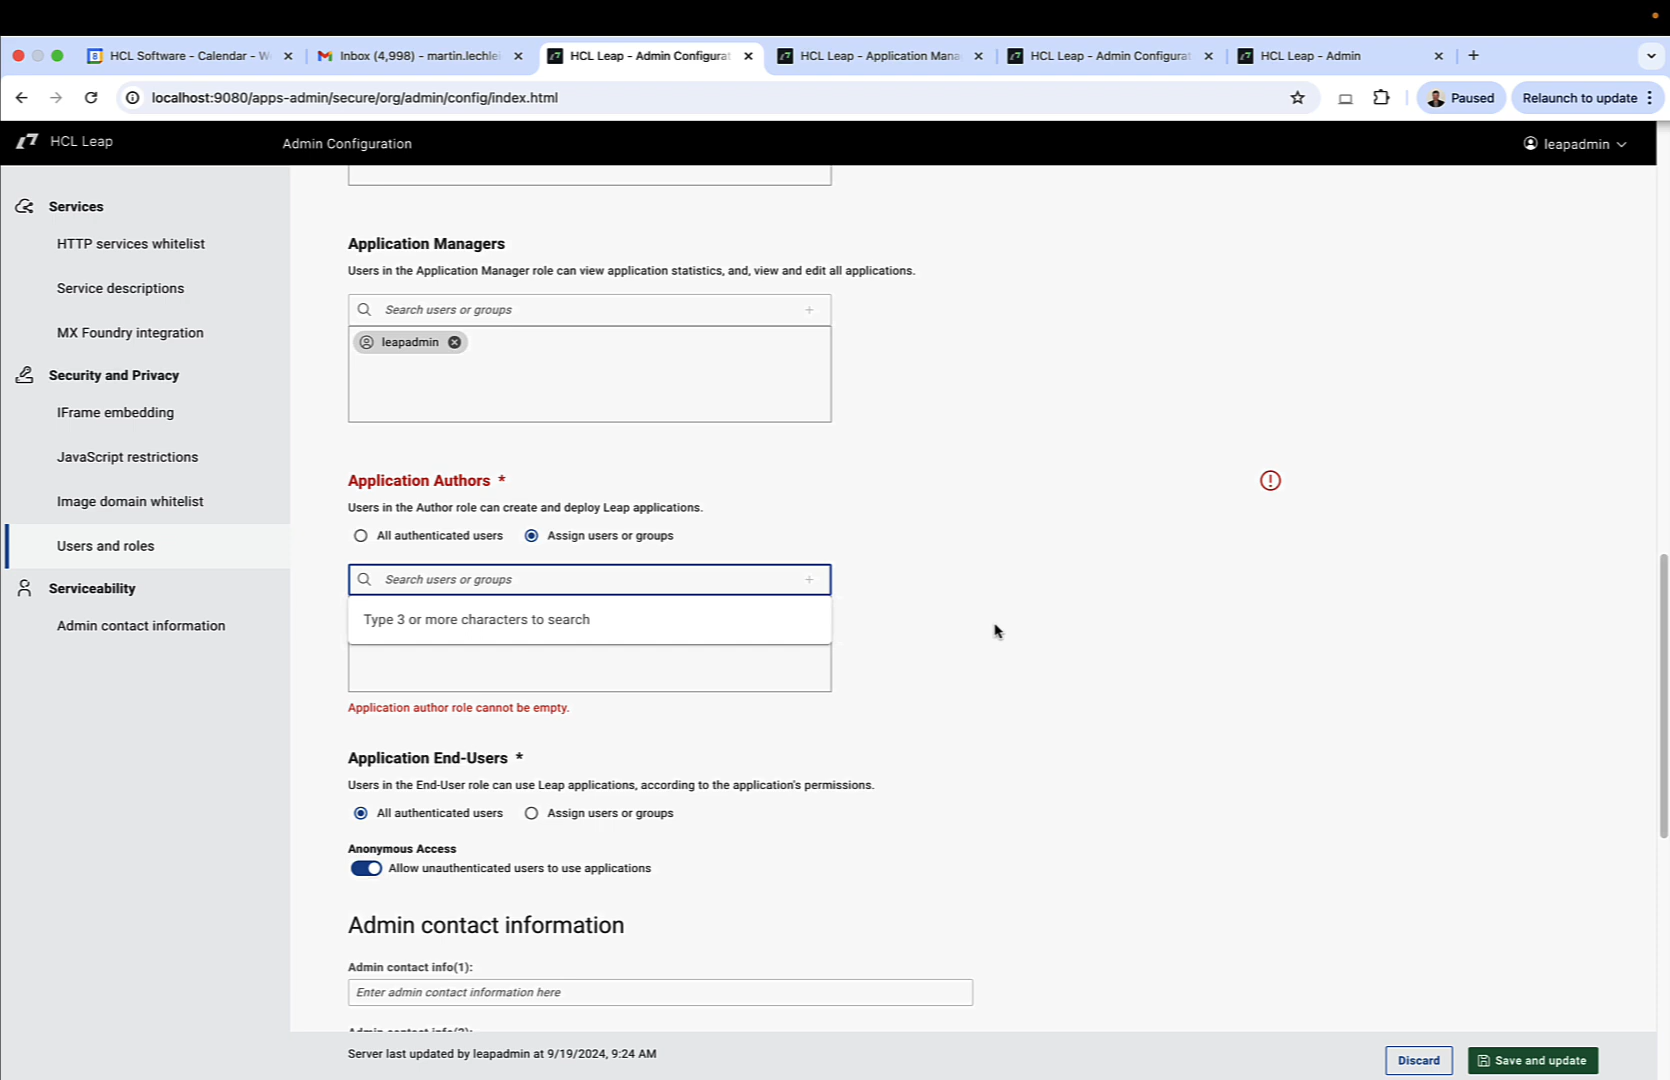 HCL Software - Calendar - W
Inbox (4,998) - martin.lechle
HCL Leap - Admin Configurat
HCL Leap - Application Mana
HCL Leap - Admin Configurat
HCL Leap - Admin
localhost:9080/apps-admin/secure/org/admin/config/index.html
Paused
Relaunch to update
HCL Leap
Admin Configuration
leapadmin
Services
HTTP services whitelist
Service descriptions
MX Foundry integration
Security and Privacy
IFrame embedding
JavaScript restrictions
Image domain whitelist
Users and roles
Serviceability
Admin contact information
Application Managers
Users in the Application Manager role can view application statistics, and, view and edit all applications.
Search users or groups
leapadmin
Application Authors *
Users in the Author role can create and deploy Leap applications.
All authenticated users
Assign users or groups
Search users or groups
Type 3 or more characters to search
Application author role cannot be empty.
Application End-Users *
Users in the End-User role can use Leap applications, according to the application's permissions.
All authenticated users
Assign users or groups
Anonymous Access
Allow unauthenticated users to use applications
Admin contact information
Admin contact info(1):
Enter admin contact information here
Admin contact info(2):
Server last updated by leapadmin at 9/19/2024, 9:24 AM
Discard
Save and update